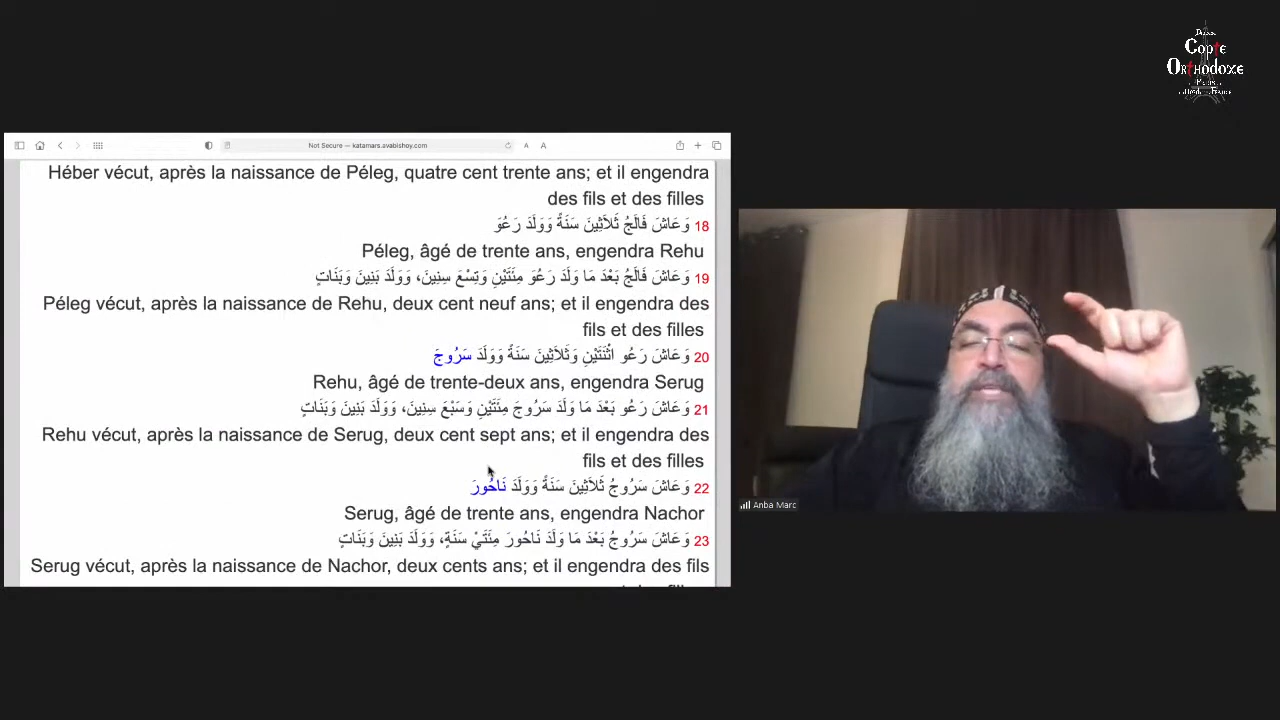 Copte
Orthodoxe
Not Secure — katamars.avabishoy.com
A A
Héber vécut, après la naissance de Péleg, quatre cent trente ans; et il engendra
des fils et des filles
18 وَعَاشَ فَالَجُ ثَلاَثِينَ سَنَةً وَوَلَدَ رَعُوَ
Péleg, âgé de trente ans, engendra Rehu
19 وَعَاشَ فَالَجُ بَعْدَ مَا وَلَدَ رَعُوَ مِئَتَيْنِ وَتِسْعَ سِنِينَ، وَوَلَدَ بَنِينَ وَبَنَاتٍ
Péleg vécut, après la naissance de Rehu, deux cent neuf ans; et il engendra des
fils et des filles
20 وَعَاشَ رَعُو اثْنَتَيْنِ وَثَلاَثِينَ سَنَةً وَوَلَدَ سَرُوجَ
Rehu, âgé de trente-deux ans, engendra Serug
21 وَعَاشَ رَعُو بَعْدَ مَا وَلَدَ سَرُوجَ مِئَتَيْنِ وَسَبْعَ سِنِينَ، وَوَلَدَ بَنِينَ وَبَنَاتٍ
Rehu vécut, après la naissance de Serug, deux cent sept ans; et il engendra des
fils et des filles
22 وَعَاشَ سَرُوجُ ثَلاَثِينَ سَنَةً وَوَلَدَ نَاحُورَ
Serug, âgé de trente ans, engendra Nachor
23 وَعَاشَ سَرُوجُ بَعْدَ مَا وَلَدَ نَاحُورَ مِئَتَيْ سَنَةٍ، وَوَلَدَ بَنِينَ وَبَنَاتٍ
Serug vécut, après la naissance de Nachor, deux cents ans; et il engendra des fils
Anba Marc